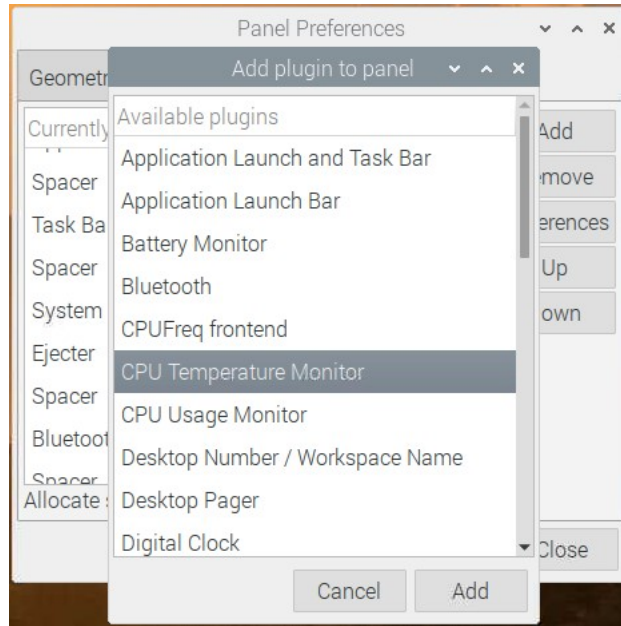 Panel Preferences
Add plugin to panel
Geometr
Currently
Spacer
Task Ba
Spacer
System
Ejecter
Spacer
Bluetoot
Spacer
Allocate
Available plugins
Application Launch and Task Bar
Application Launch Bar
Battery Monitor
Bluetooth
CPUFreq frontend
CPU Temperature Monitor
CPU Usage Monitor
Desktop Number / Workspace Name
Desktop Pager
Digital Clock
Cancel Add
Add
move
erences
Up
own
Close